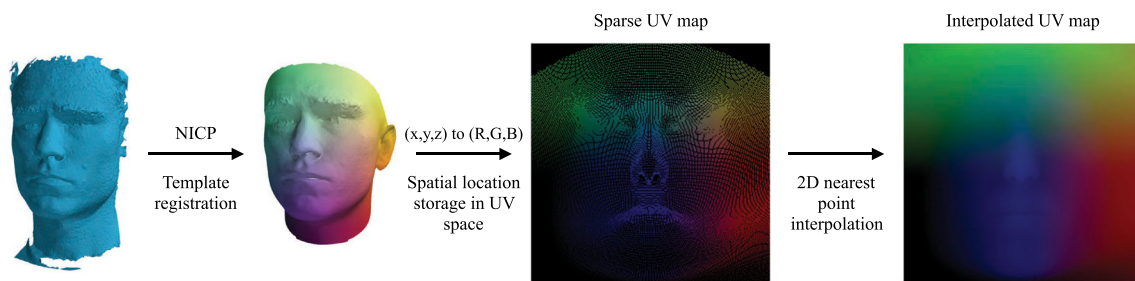 Sparse UV map
Interpolated UV map
NICP
Template
registration
(x,y,z) to (R,G,B)
Spatial location
storage in UV
space
2D nearest
point
interpolation